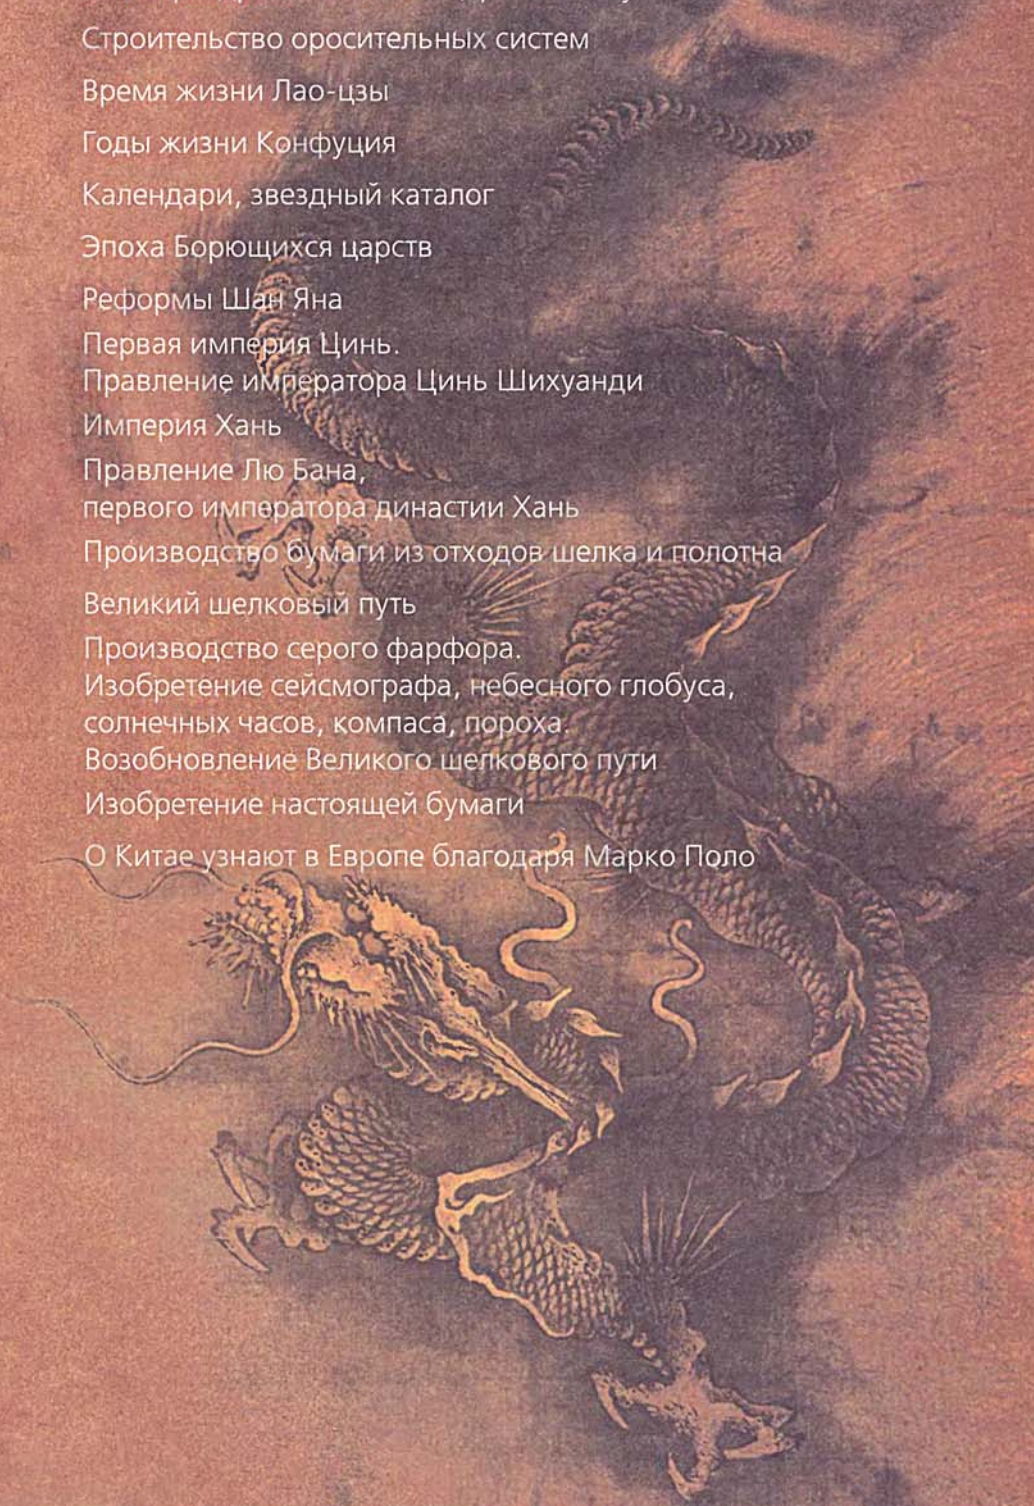 Строительство оросительных систем
Время жизни Лао-цзы
Годы жизни Конфуция
Календари, звездный каталог
Эпоха Борющихся царств
Реформы Шан Яна
Первая империя Цинь.
Правление императора Цинь Шихуанди
Империя Хань
Правление Лю Бана,
первого императора династии Хань
Производство бумаги из отходов шелка и полотна
Великий шелковый путь
Производство серого фарфора.
Изобретение сейсмографа, небесного глобуса,
солнечных часов, компаса, пороха.
Возобновление Великого шелкового пути
Изобретение настоящей бумаги
О Китае узнают в Европе благодаря Марко Поло